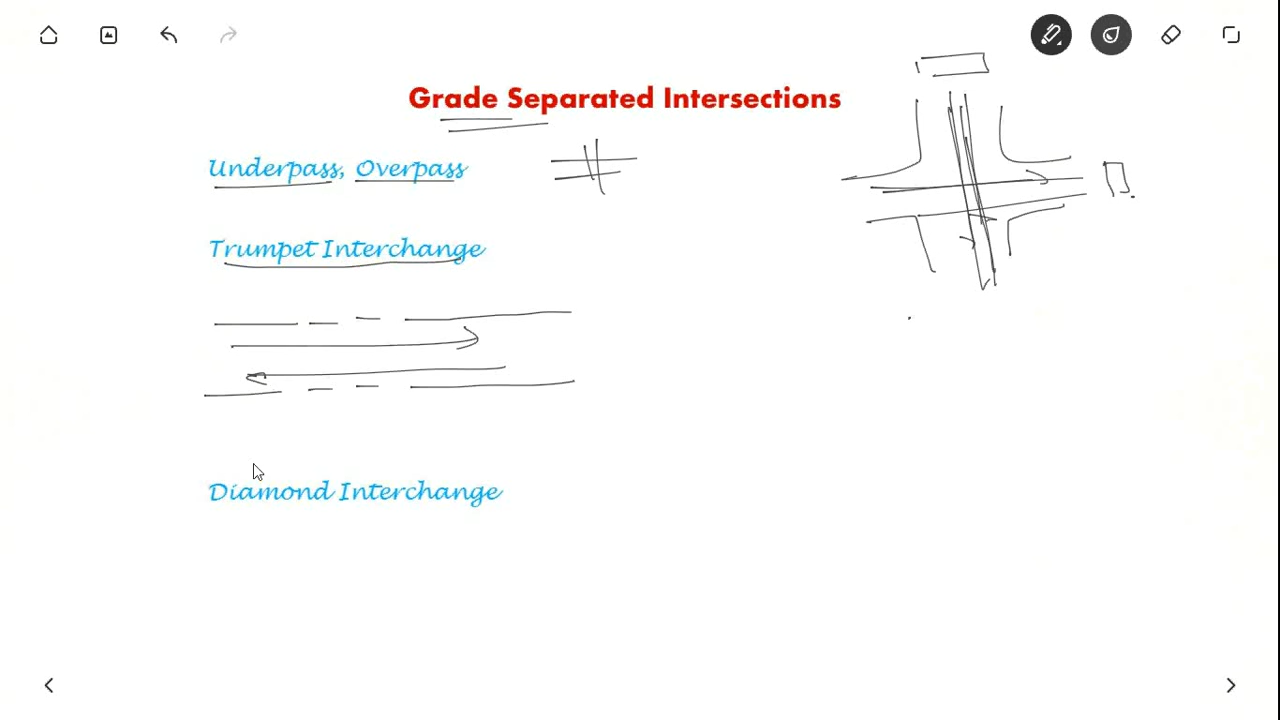 Grade Separated Intersections
Underpass, Overpass
Trumpet Interchange
Diamond Interchange